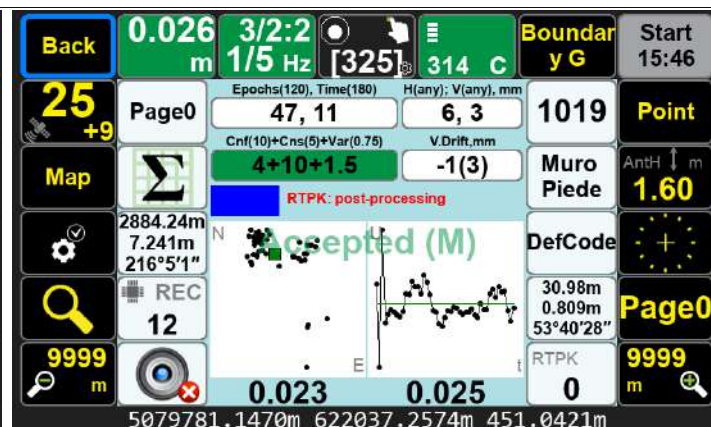 Back
0.026
m
3/2:2
1/5 Hz
[325]
314 C
Boundar
y G
Start
15:46
25
+9
Page0
Epochs(120), Time(180)
47, 11
H(any); V(any), mm
6, 3
1019
Point
Map
Σ
Cnf(10)+Cns(5)+Var(0.75)
4+10+1.5
V.Drift,mm
-1(3)
Muro
Piede
AntH m
1.60
RTPK: post-processing
2884.24m
7.241m
216°5'1"
N
Accepted (M)
U
DefCode
REC
12
30.98m
0.809m
53°40'28"
Page0
9999
m
E
t
RTPK
0
9999
m
0.023
0.025
5079781.1470m 622037.2574m 451.0421m